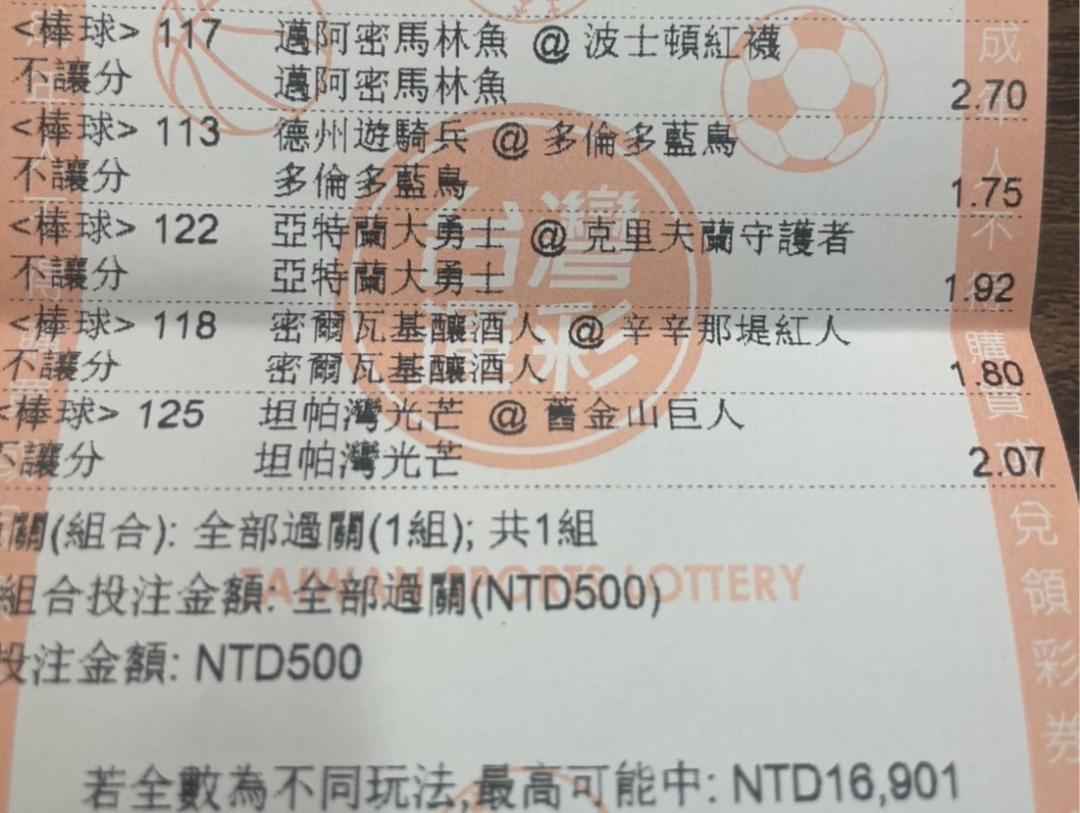 <棒球> 117 邁阿密馬林魚 @ 波士頓紅襪
不讓分 邁阿密馬林魚 2.70
<棒球> 113 德州遊騎兵 @ 多倫多藍鳥
不讓分 多倫多藍鳥 1.75
<棒球> 122 亞特蘭大勇士 @ 克里夫蘭守護者
不讓分 亞特蘭大勇士 1.92
<棒球> 118 密爾瓦基釀酒人 @ 辛辛那堤紅人
不讓分 密爾瓦基釀酒人 1.80
<棒球> 125 坦帕灣光芒 @ 舊金山巨人
不讓分 坦帕灣光芒 2.07
關(組合): 全部過關(1組); 共1組
組合投注金額: 全部過關(NTD500)
投注金額: NTD500
若全數為不同玩法,最高可能中: NTD16,901
台灣
運彩
TAIWAN SPORTS LOTTERY
成年人不得購買或兌領彩券